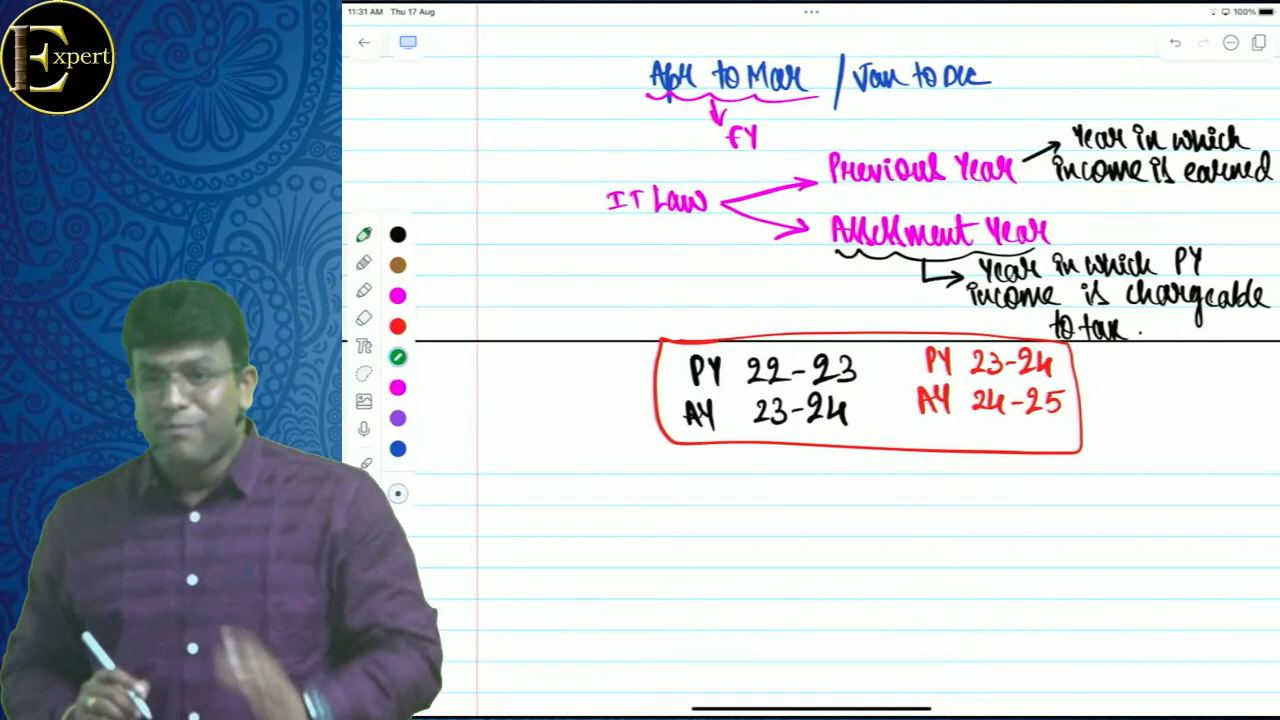 Expert
11:31 AM Thu 17 Aug
100%
Apr to Mar / Jan to Dec
FY
IT Law
Previous Year
Year in which
income is earned
Assessment Year
Year in which PY
income is chargeable
to tax.
PY 22-23
AY 23-24
PY 23-24
AY 24-25
Tt